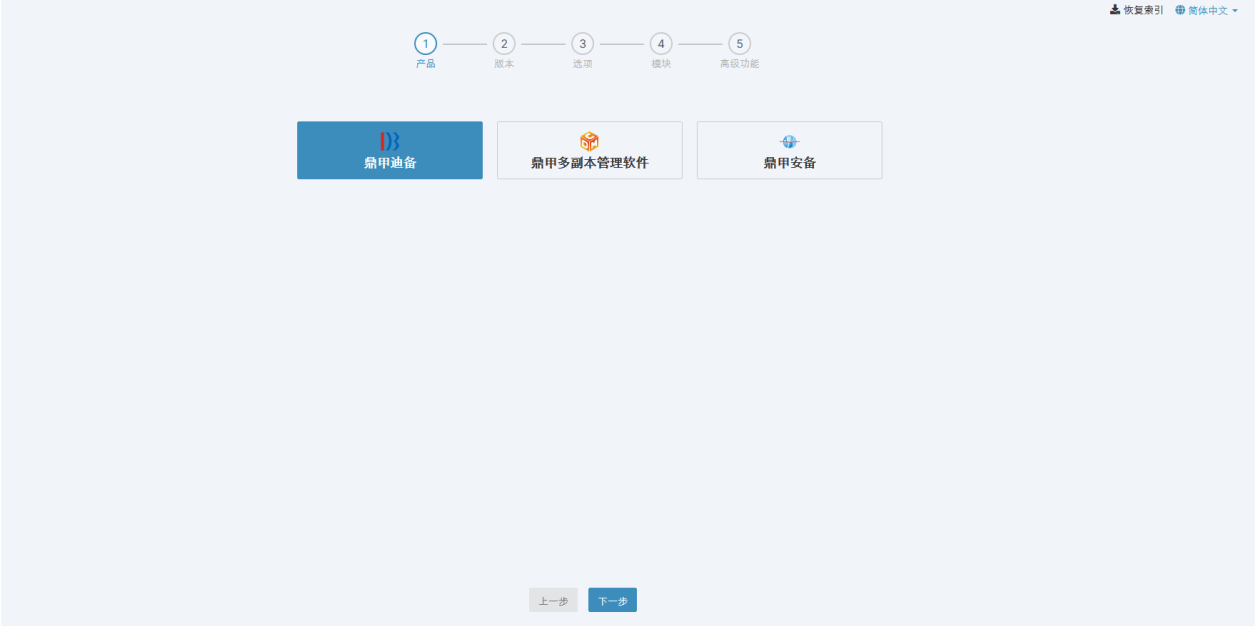 恢复索引 简体中文
1 2 3 4 5
产品 版本 选项 模块 高级功能
鼎甲迪备 鼎甲多副本管理软件 鼎甲安备
上一步 下一步